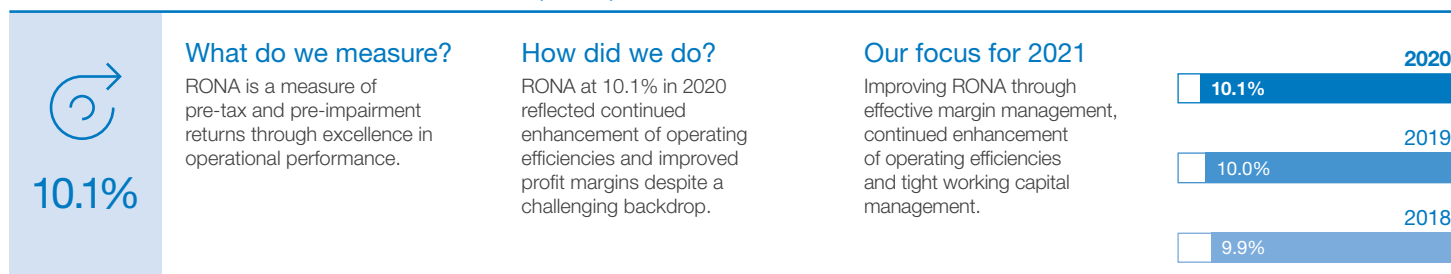 10.1%
What do we measure?
RONA is a measure of
pre-tax and pre-impairment
returns through excellence in
operational performance.
How did we do?
RONA at 10.1% in 2020
reflected continued
enhancement of operating
efficiencies and improved
profit margins despite a
challenging backdrop.
Our focus for 2021
Improving RONA through
effective margin management,
continued enhancement
of operating efficiencies
and tight working capital
management.
2020
10.1%
2019
10.0%
2018
9.9%